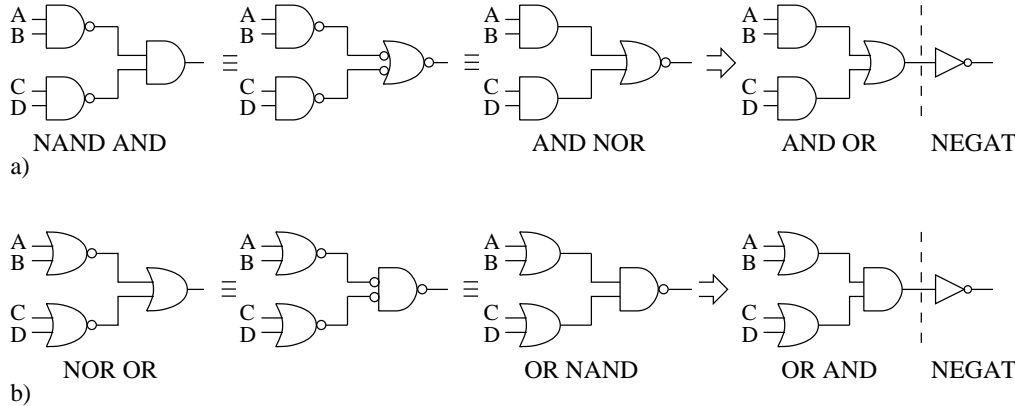 A A A A
B B B B
C C C C
D D D D
NAND AND AND NOR AND OR NEGAT
a)
A A A A
B B B B
C C C C
D D D D
NOR OR OR NAND OR AND NEGAT
b)